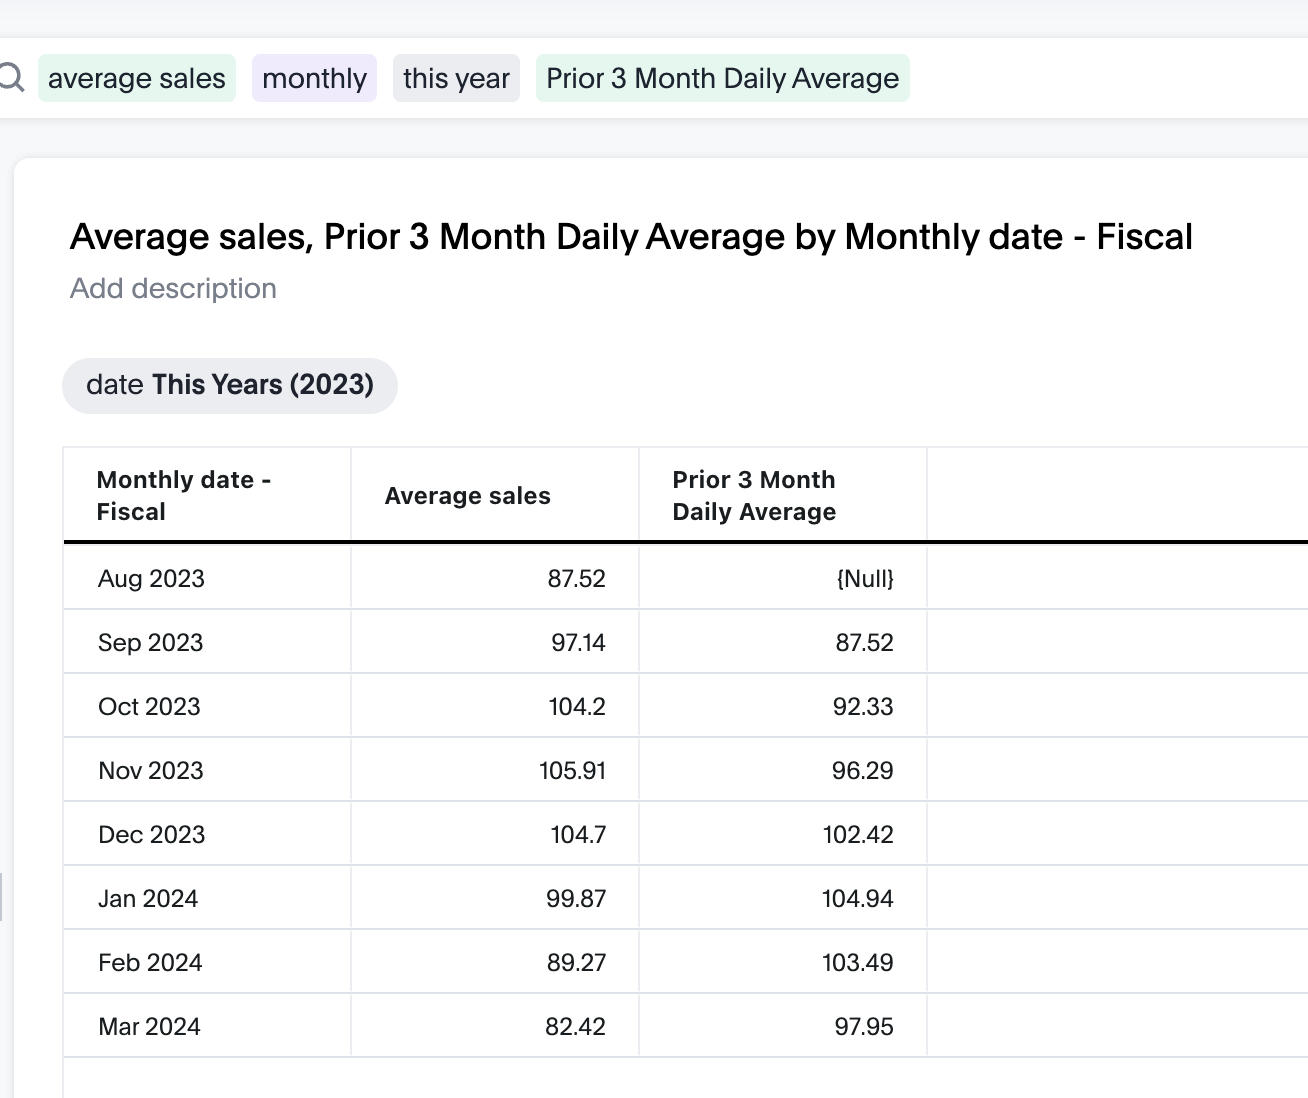 average sales monthly this year Prior 3 Month Daily Average
Average sales, Prior 3 Month Daily Average by Monthly date - Fiscal
Add description
date This Years (2023)
Monthly date - Fiscal Average sales Prior 3 Month Daily Average
Aug 2023 87.52 {Null}
Sep 2023 97.14 87.52
Oct 2023 104.2 92.33
Nov 2023 105.91 96.29
Dec 2023 104.7 102.42
Jan 2024 99.87 104.94
Feb 2024 89.27 103.49
Mar 2024 82.42 97.95